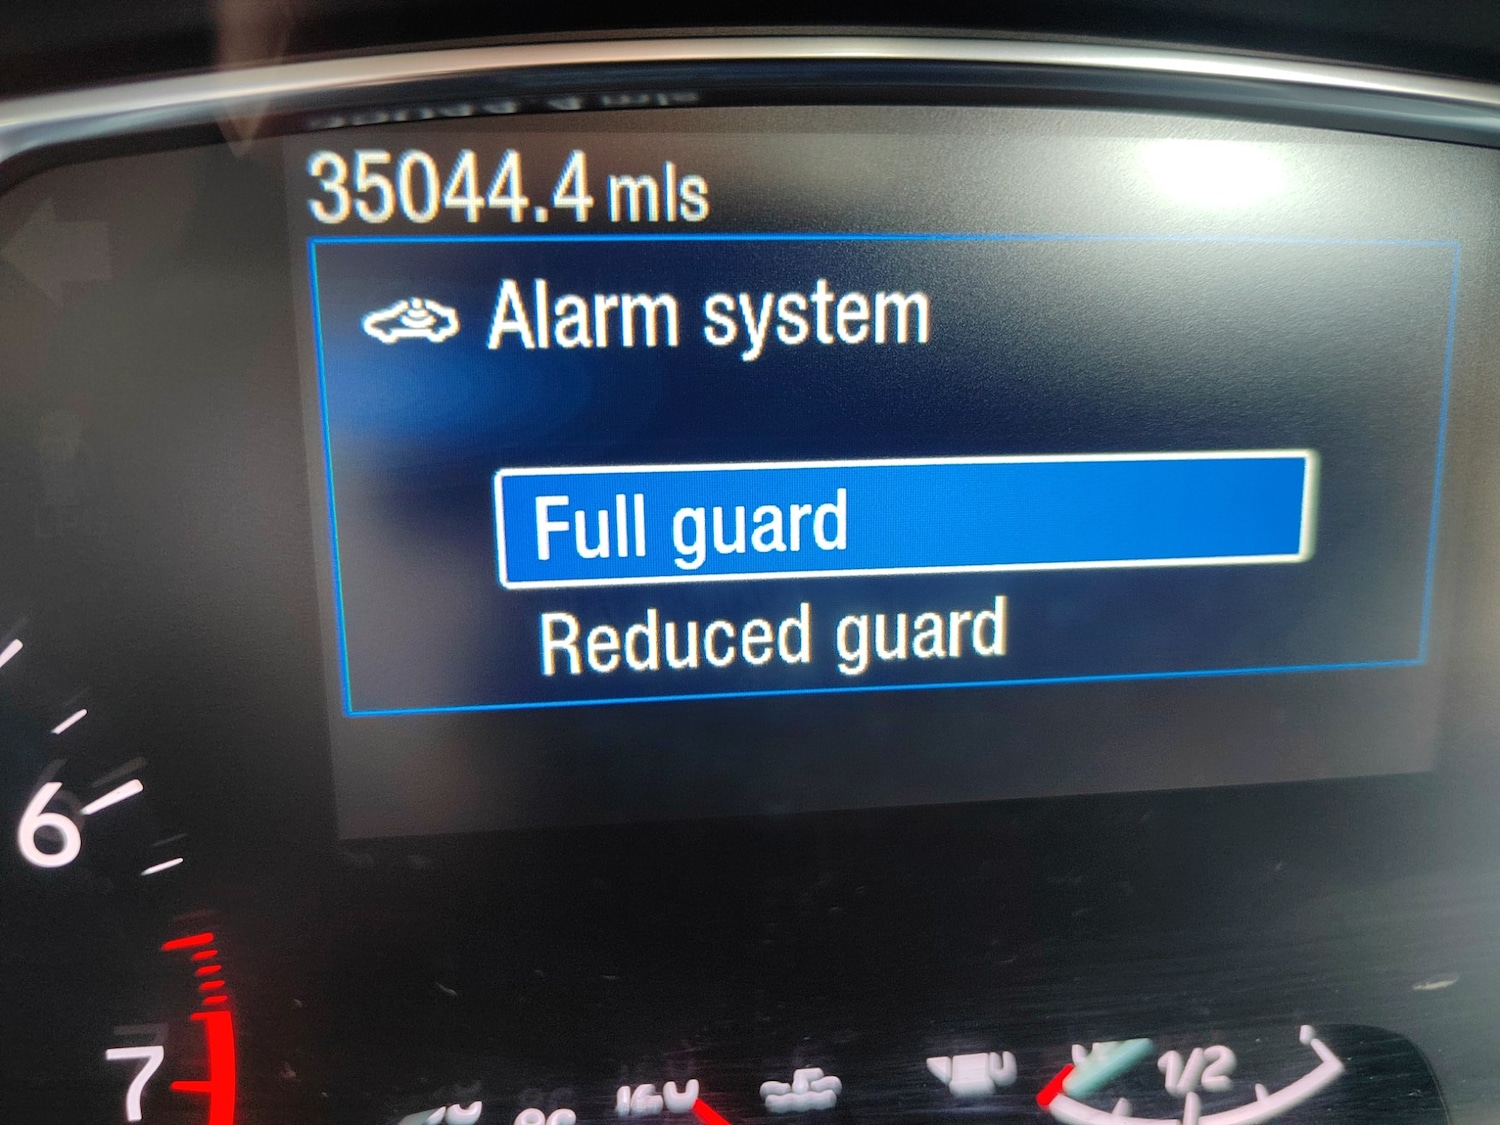 35044.4 mls
Alarm system
Full guard
Reduced guard
6
7
1/2